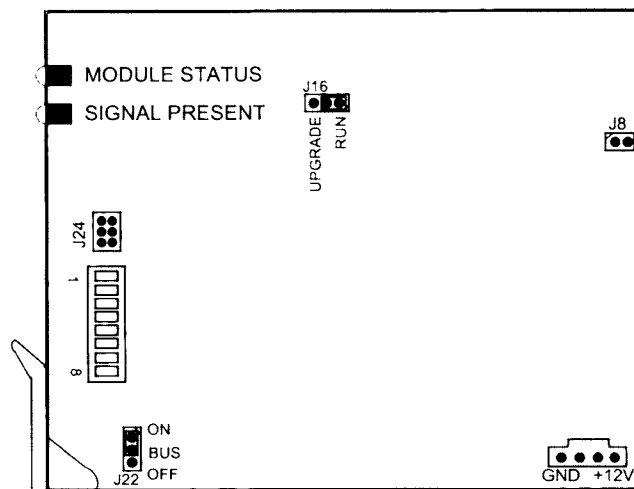 MODULE STATUS
SIGNAL PRESENT
J16
UPGRADE
RUN
J8
J24
1
8
ON
BUS
OFF
J22
GND +12V